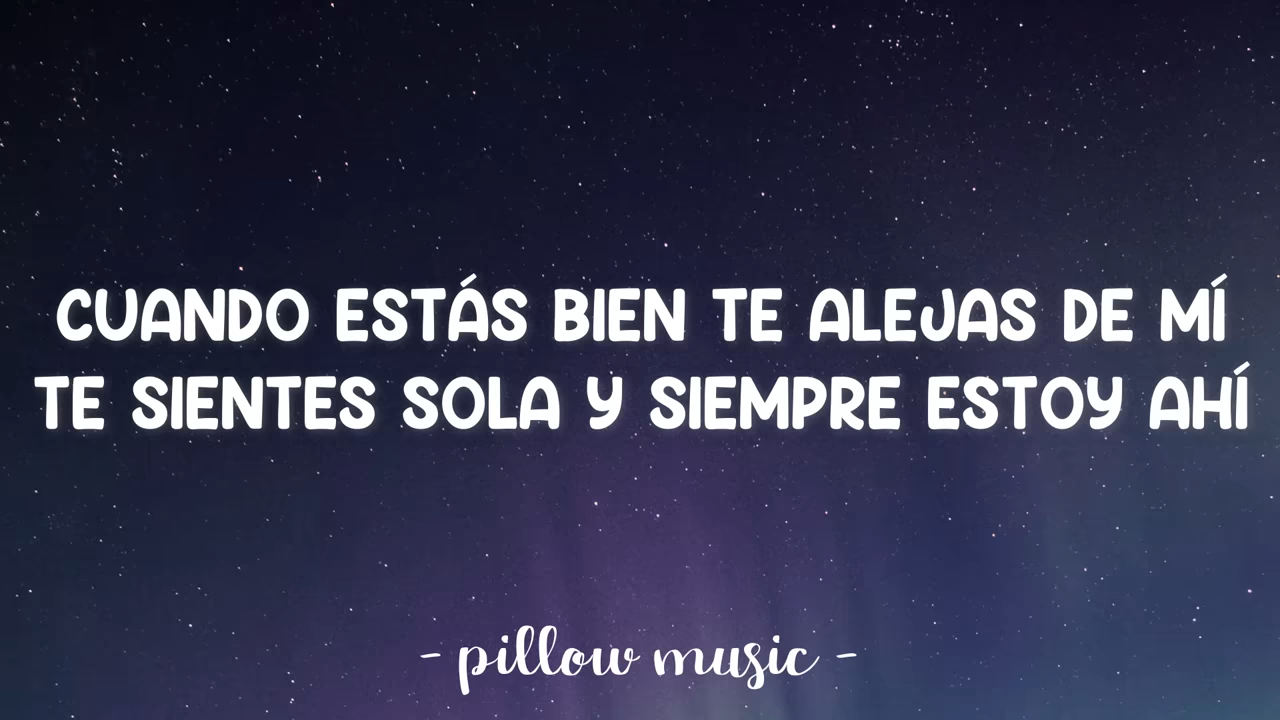 CUANDO ESTÁS BIEN TE ALEJAS DE MÍ
TE SIENTES SOLA Y SIEMPRE ESTOY AHÍ
- pillow music -